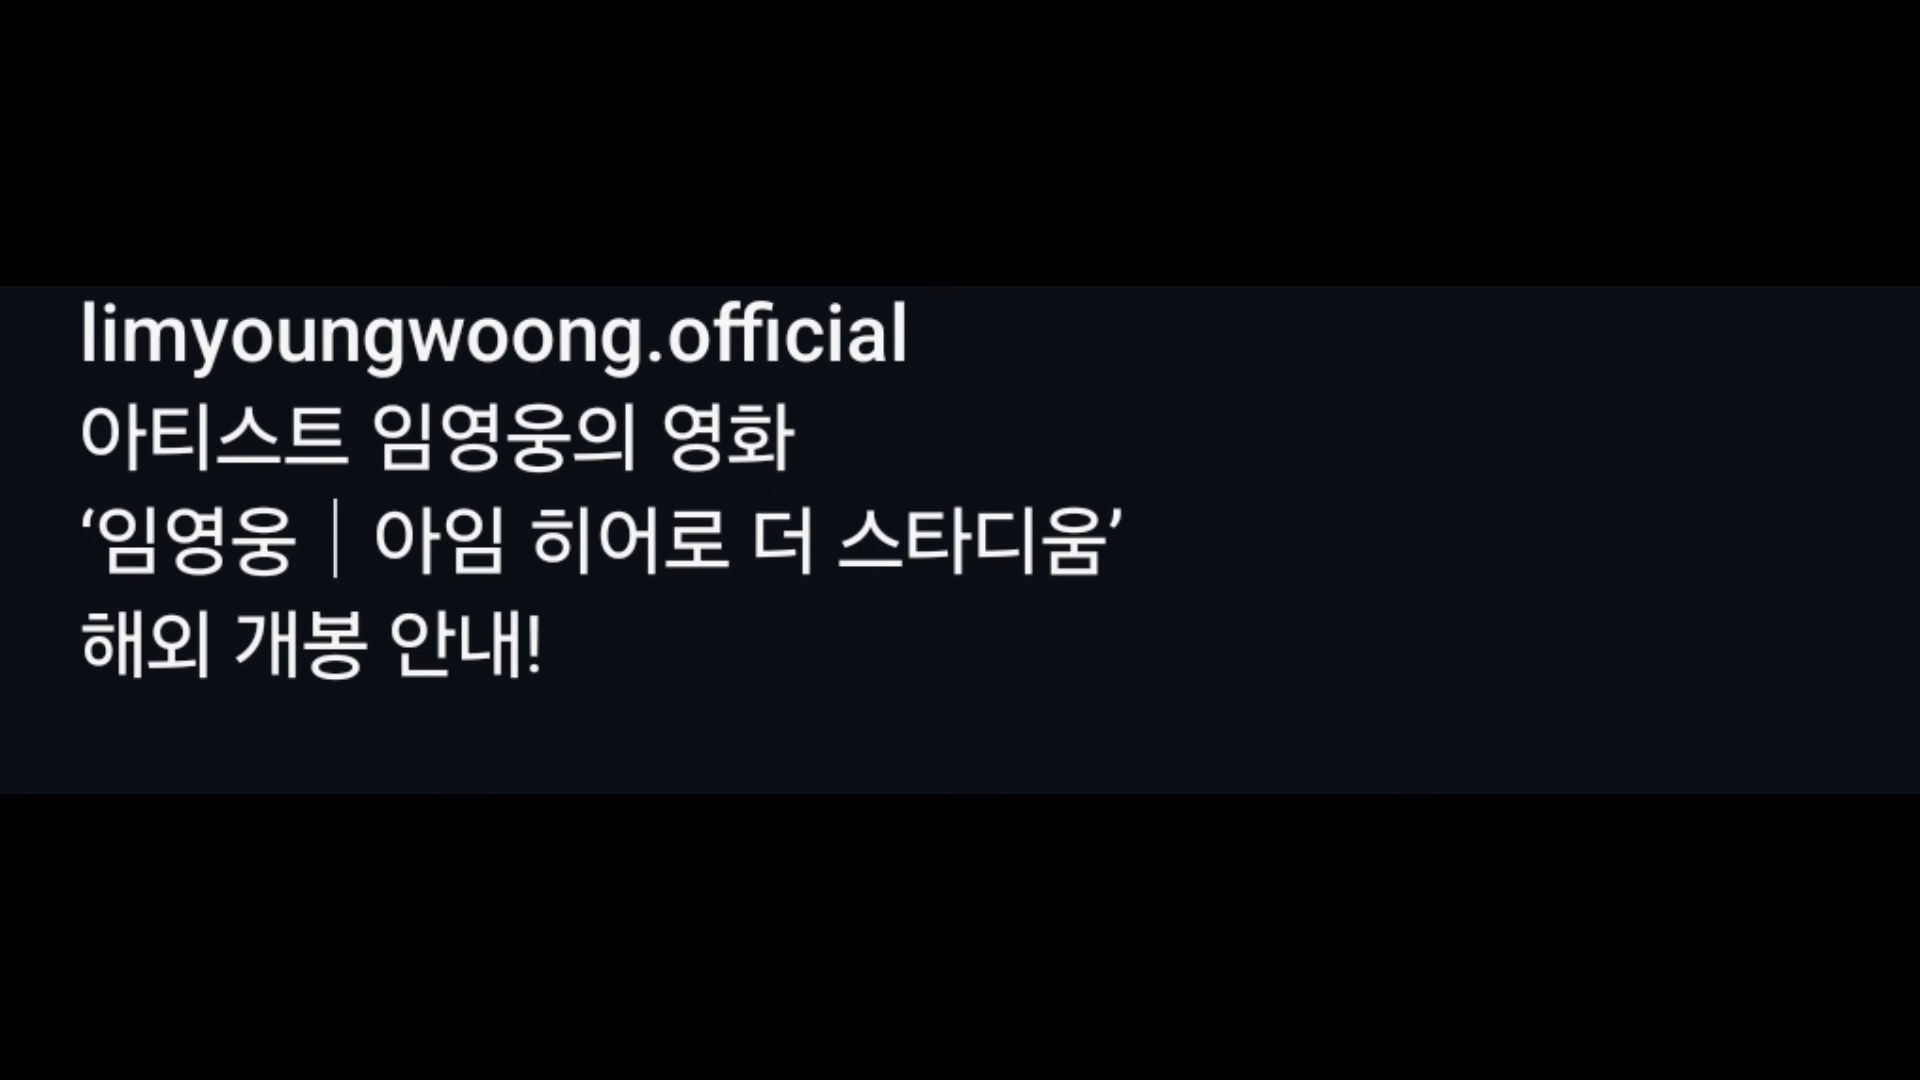 limyoungwoong.official
아티스트 임영웅의 영화
‘임영웅│아임 히어로 더 스타디움’
해외 개봉 안내!